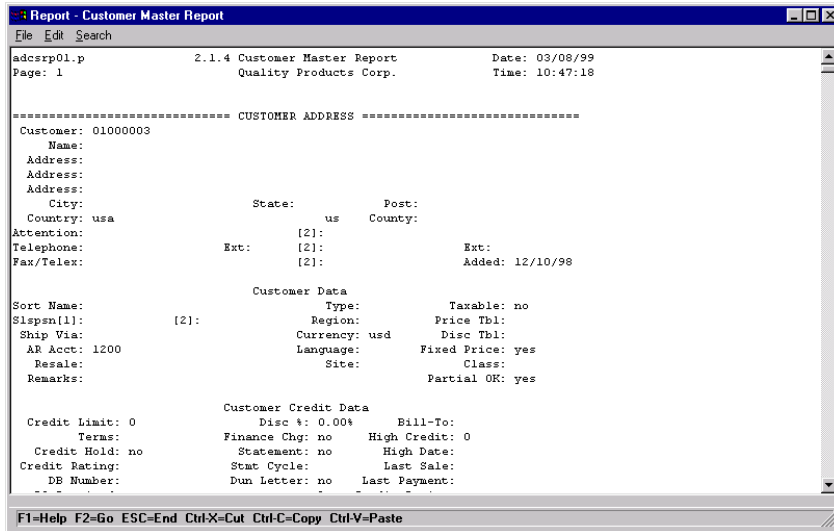 Report - Customer Master Report
File Edit Search
adcsrp01.p 2.1.4 Customer Master Report Date: 03/08/99
Page: 1 Quality Products Corp. Time: 10:47:18
============================== CUSTOMER ADDRESS ==============================
Customer: 01000003
Name:
Address:
Address:
Address:
City: State: Post:
Country: usa us County:
Attention: [2]:
Telephone: Ext: [2]: Ext:
Fax/Telex: [2]: Added: 12/10/98
Customer Data
Sort Name: Type: Taxable: no
Slspsn[1]: [2]: Region: Price Tbl:
Ship Via: Currency: usd Disc Tbl:
AR Acct: 1200 Language: Fixed Price: yes
Resale: Site: Class:
Remarks: Partial OK: yes
Customer Credit Data
Credit Limit: 0 Disc %: 0.00% Bill-To:
Terms: Finance Chg: no High Credit: 0
Credit Hold: no Statement: no High Date:
Credit Rating: Stmt Cycle: Last Sale:
DB Number: Dun Letter: no Last Payment:
F1=Help F2=Go ESC=End Ctrl-X=Cut Ctrl-C=Copy Ctrl-V=Paste